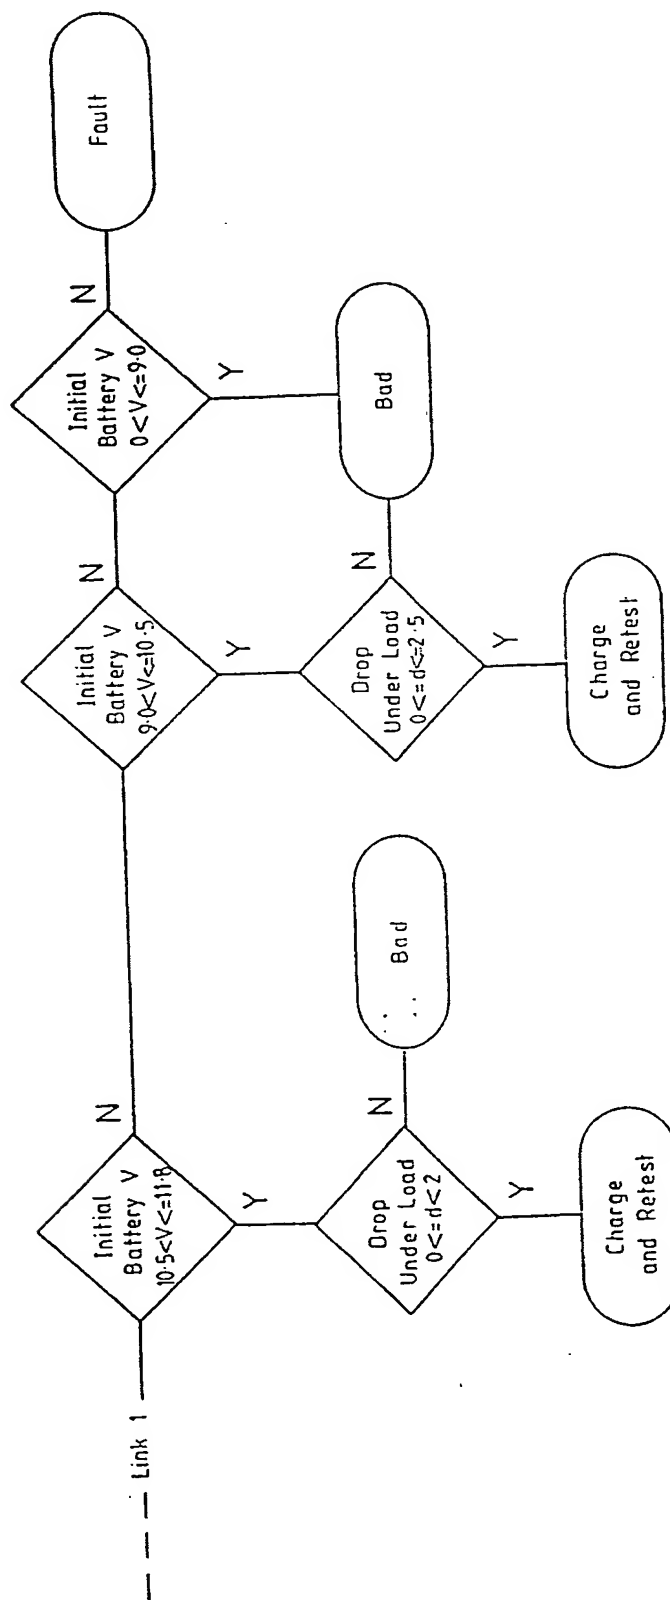 Link 1
Initial
Battery V
10·5<V<=11·8
N
Y
Drop
Under Load
0<=d<2
N
Bad
Y
Charge
and Retest
Initial
Battery V
9·0<V<=10·5
N
Y
Drop
Under Load
0<=d<=2·5
N
Y
Charge
and Retest
Initial
Battery V
0<V<=9·0
N
Fault
Y
Bad